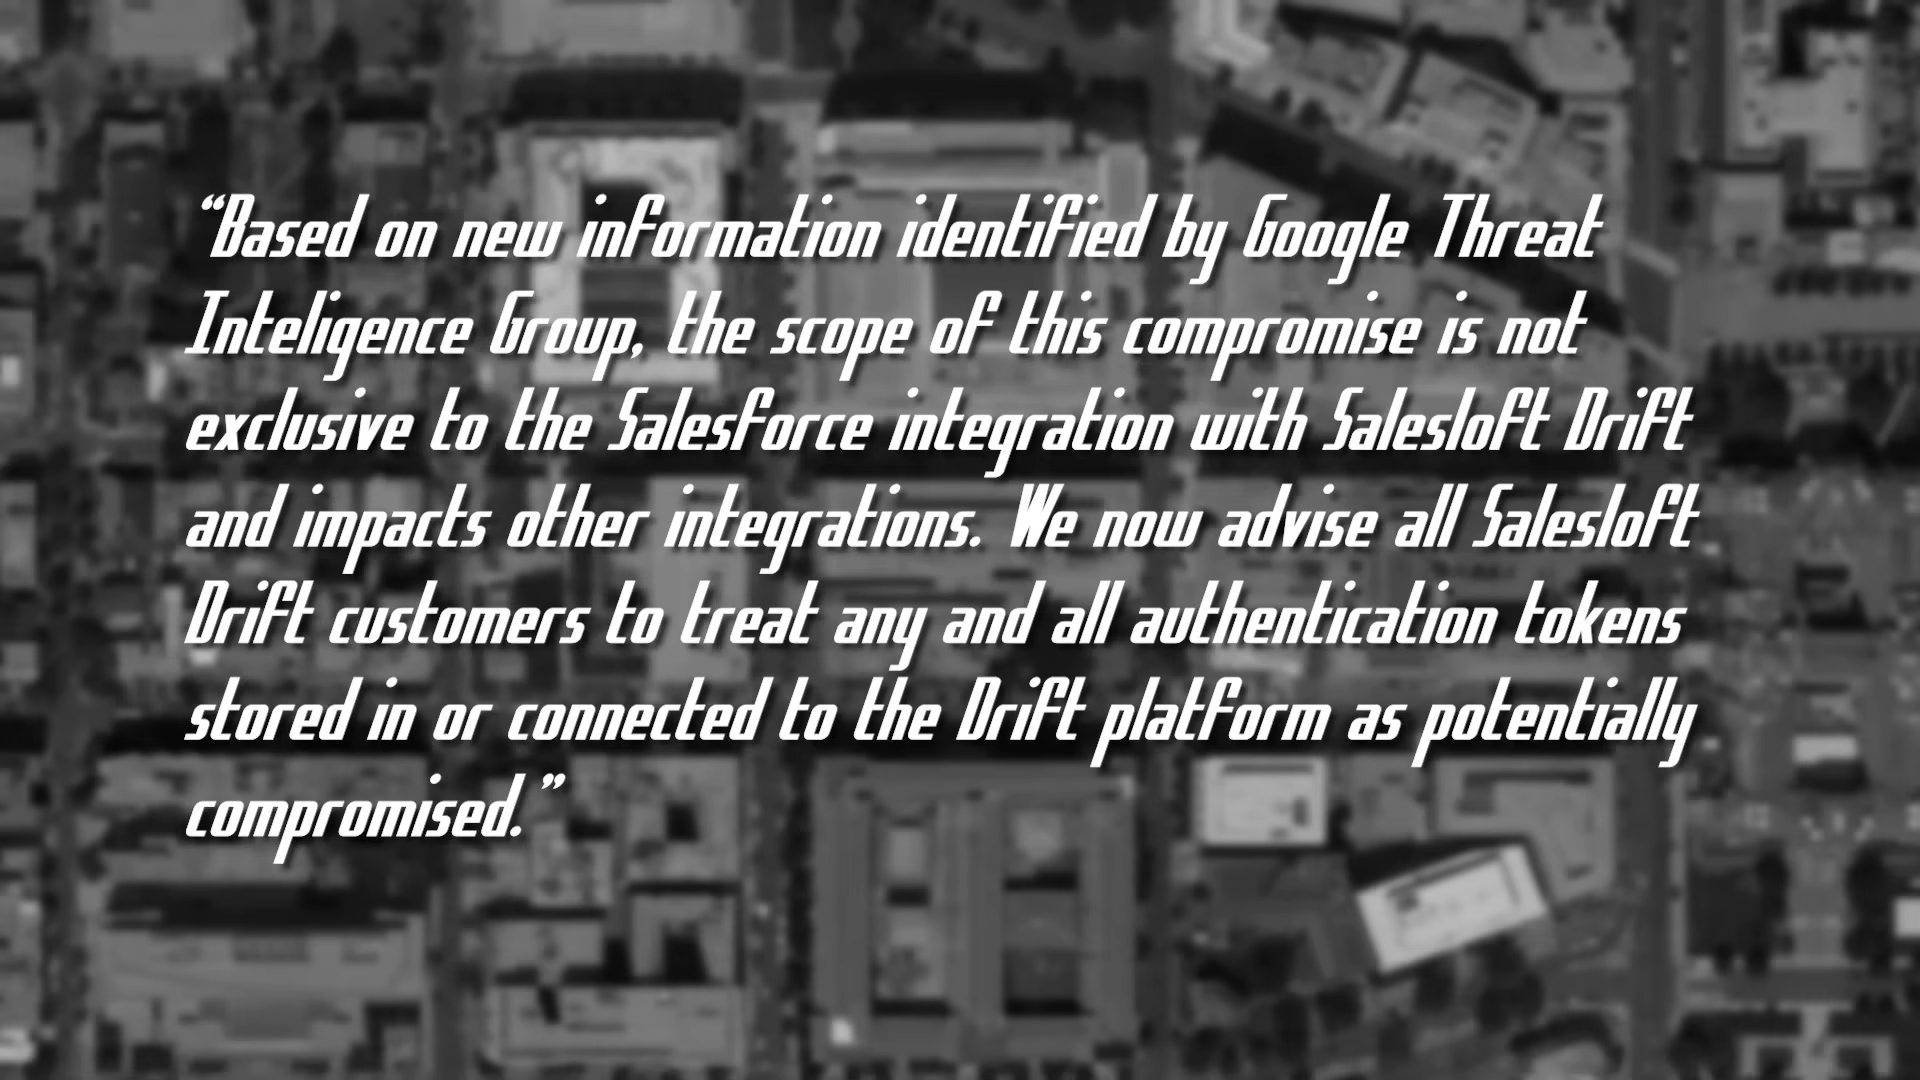 “Based on new information identified by Google Threat
Inteligence Group, the scope of this compromise is not
exclusive to the Salesforce integration with Salesloft Drift
and impacts other integrations. We now advise all Salesloft
Drift customers to treat any and all authentication tokens
stored in or connected to the Drift platform as potentially
compromised.”